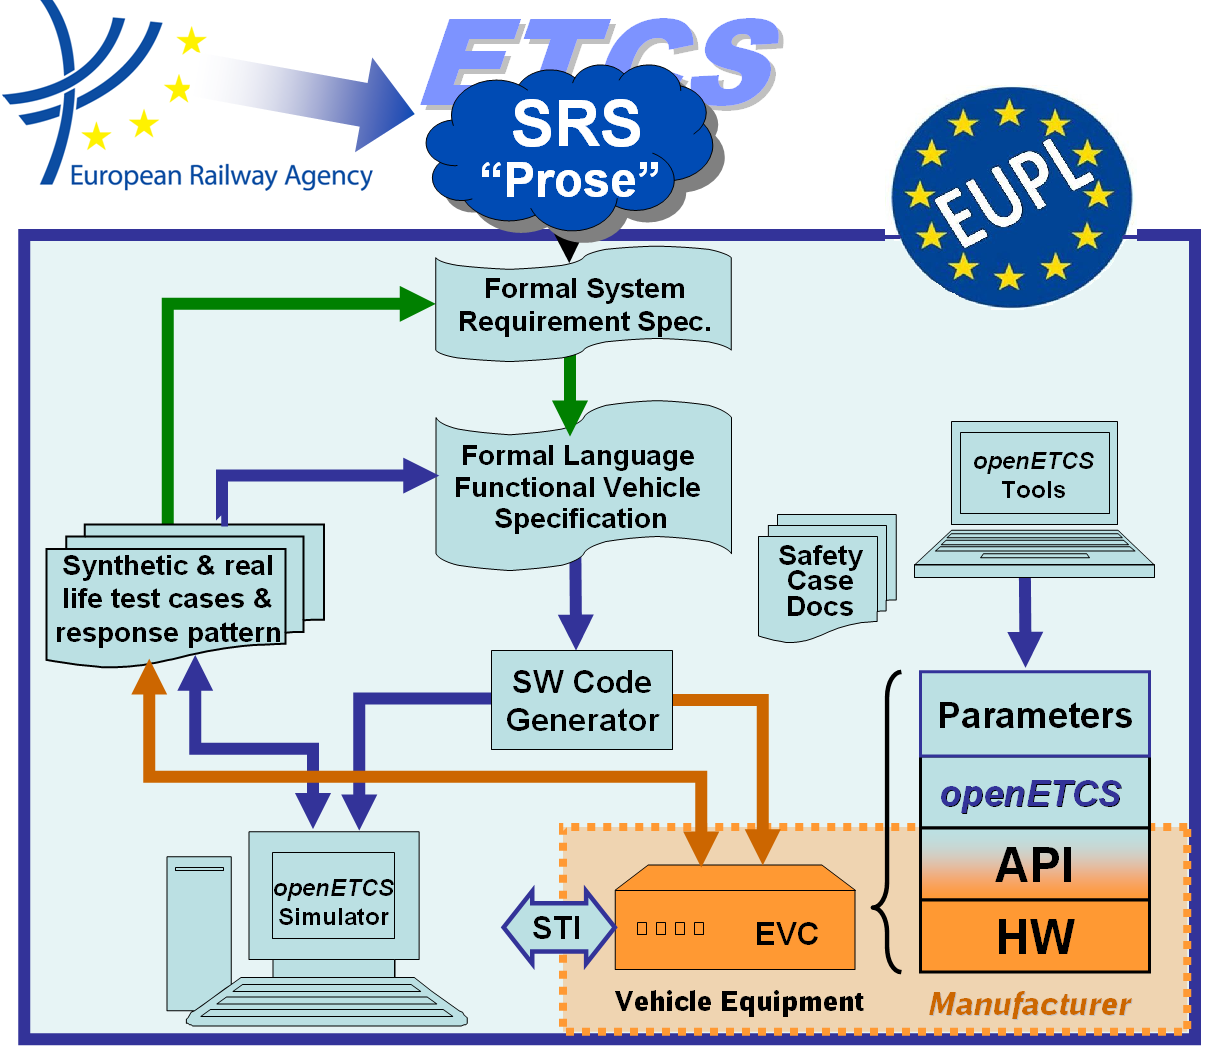 ETCS
European Railway Agency
SRS
“Prose”
EUPL
Formal System
Requirement Spec.
Formal Language
Functional Vehicle
Specification
openETCS
Tools
Synthetic & real
life test cases &
response pattern
Safety
Case
Docs
SW Code
Generator
Parameters
openETCS
API
HW
openETCS
Simulator
STI
EVC
Vehicle Equipment
Manufacturer